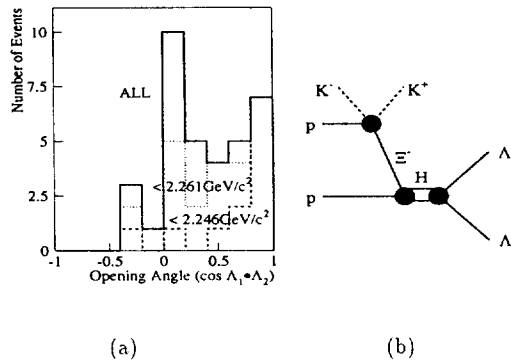 Number of Events
10
7.5
5
2.5
0
ALL
< 2.261GeV/c²
< 2.246GeV/c²
-1 -0.5 0 0.5 1
Opening Angle (cos Λ₁•Λ₂)
(a)
K⁻ K⁺
p
Ξ⁻
H
p
Λ
Λ
(b)